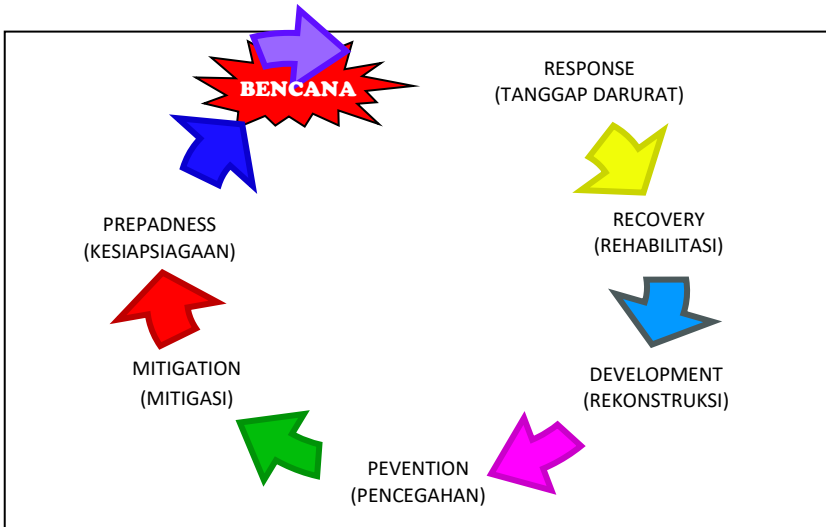 BENCANA
RESPONSE
(TANGGAP DARURAT)
RECOVERY
(REHABILITASI)
DEVELOPMENT
(REKONSTRUKSI)
PEVENTION
(PENCEGAHAN)
MITIGATION
(MITIGASI)
PREPADNESS
(KESIAPSIAGAAN)